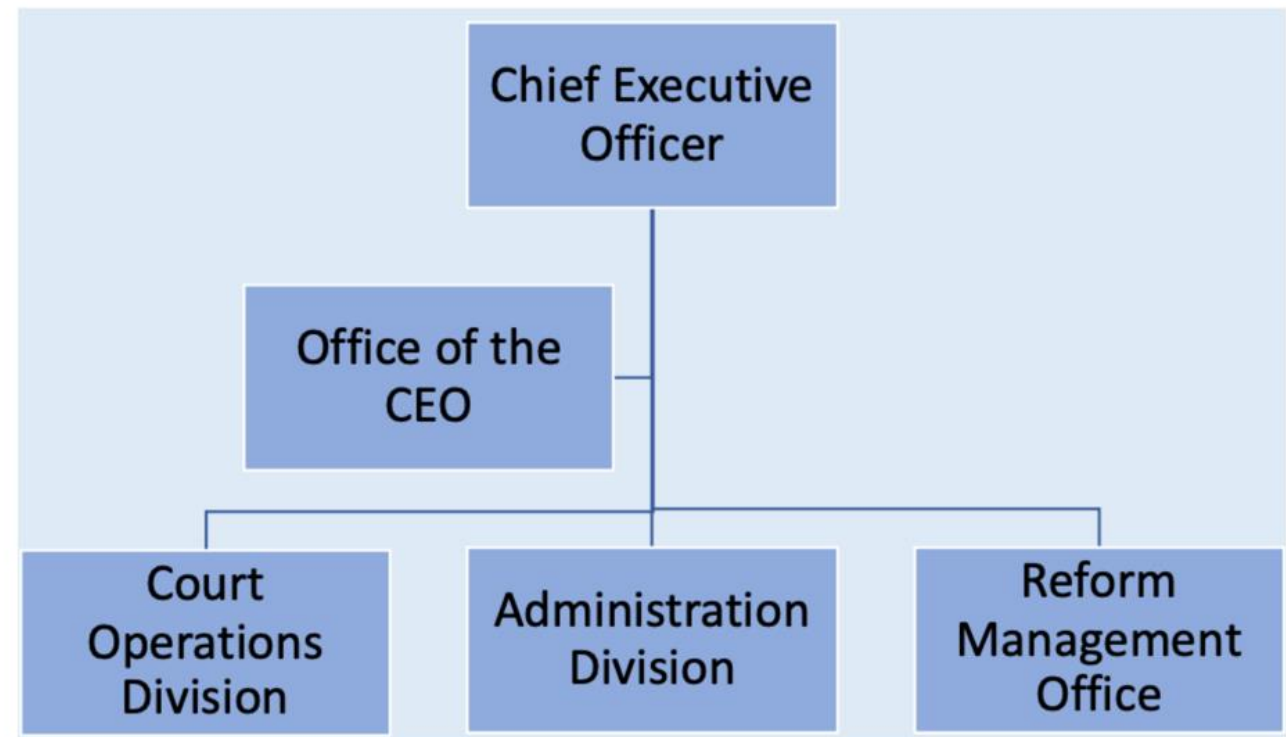 Chief Executive
Officer
Office of the
CEO
Court
Operations
Division
Administration
Division
Reform
Management
Office